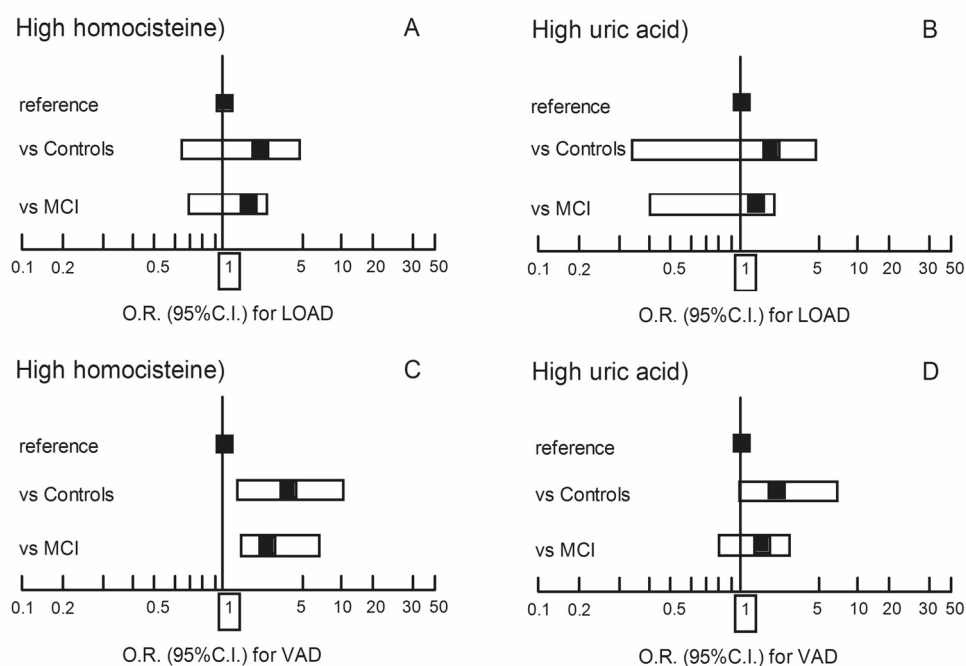 High homocisteine) A
reference
vs Controls
vs MCI
0.1 0.2 0.5 1 5 10 20 30 50
O.R. (95%C.I.) for LOAD
High uric acid) B
reference
vs Controls
vs MCI
0.1 0.2 0.5 1 5 10 20 30 50
O.R. (95%C.I.) for LOAD
High homocisteine) C
reference
vs Controls
vs MCI
0.1 0.2 0.5 1 5 10 20 30 50
O.R. (95%C.I.) for VAD
High uric acid) D
reference
vs Controls
vs MCI
0.1 0.2 0.5 1 5 10 20 30 50
O.R. (95%C.I.) for VAD